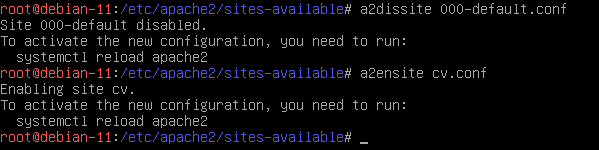 root@debian-11:/etc/apache2/sites-available# a2dissite 000-default.conf
Site 000-default disabled.
To activate the new configuration, you need to run:
  systemctl reload apache2
root@debian-11:/etc/apache2/sites-available# a2ensite cv.conf
Enabling site cv.
To activate the new configuration, you need to run:
  systemctl reload apache2
root@debian-11:/etc/apache2/sites-available# _